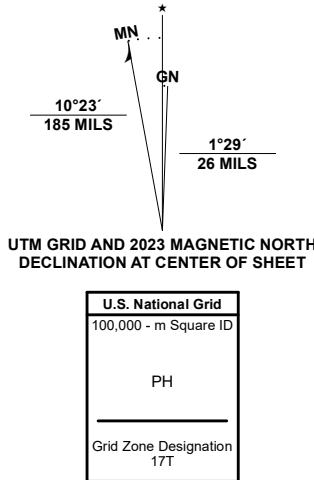 ★
MN
GN
10°23´
185 MILS
1°29´
26 MILS
UTM GRID AND 2023 MAGNETIC NORTH
DECLINATION AT CENTER OF SHEET
U.S. National Grid
100,000 - m Square ID
PH
Grid Zone Designation
17T